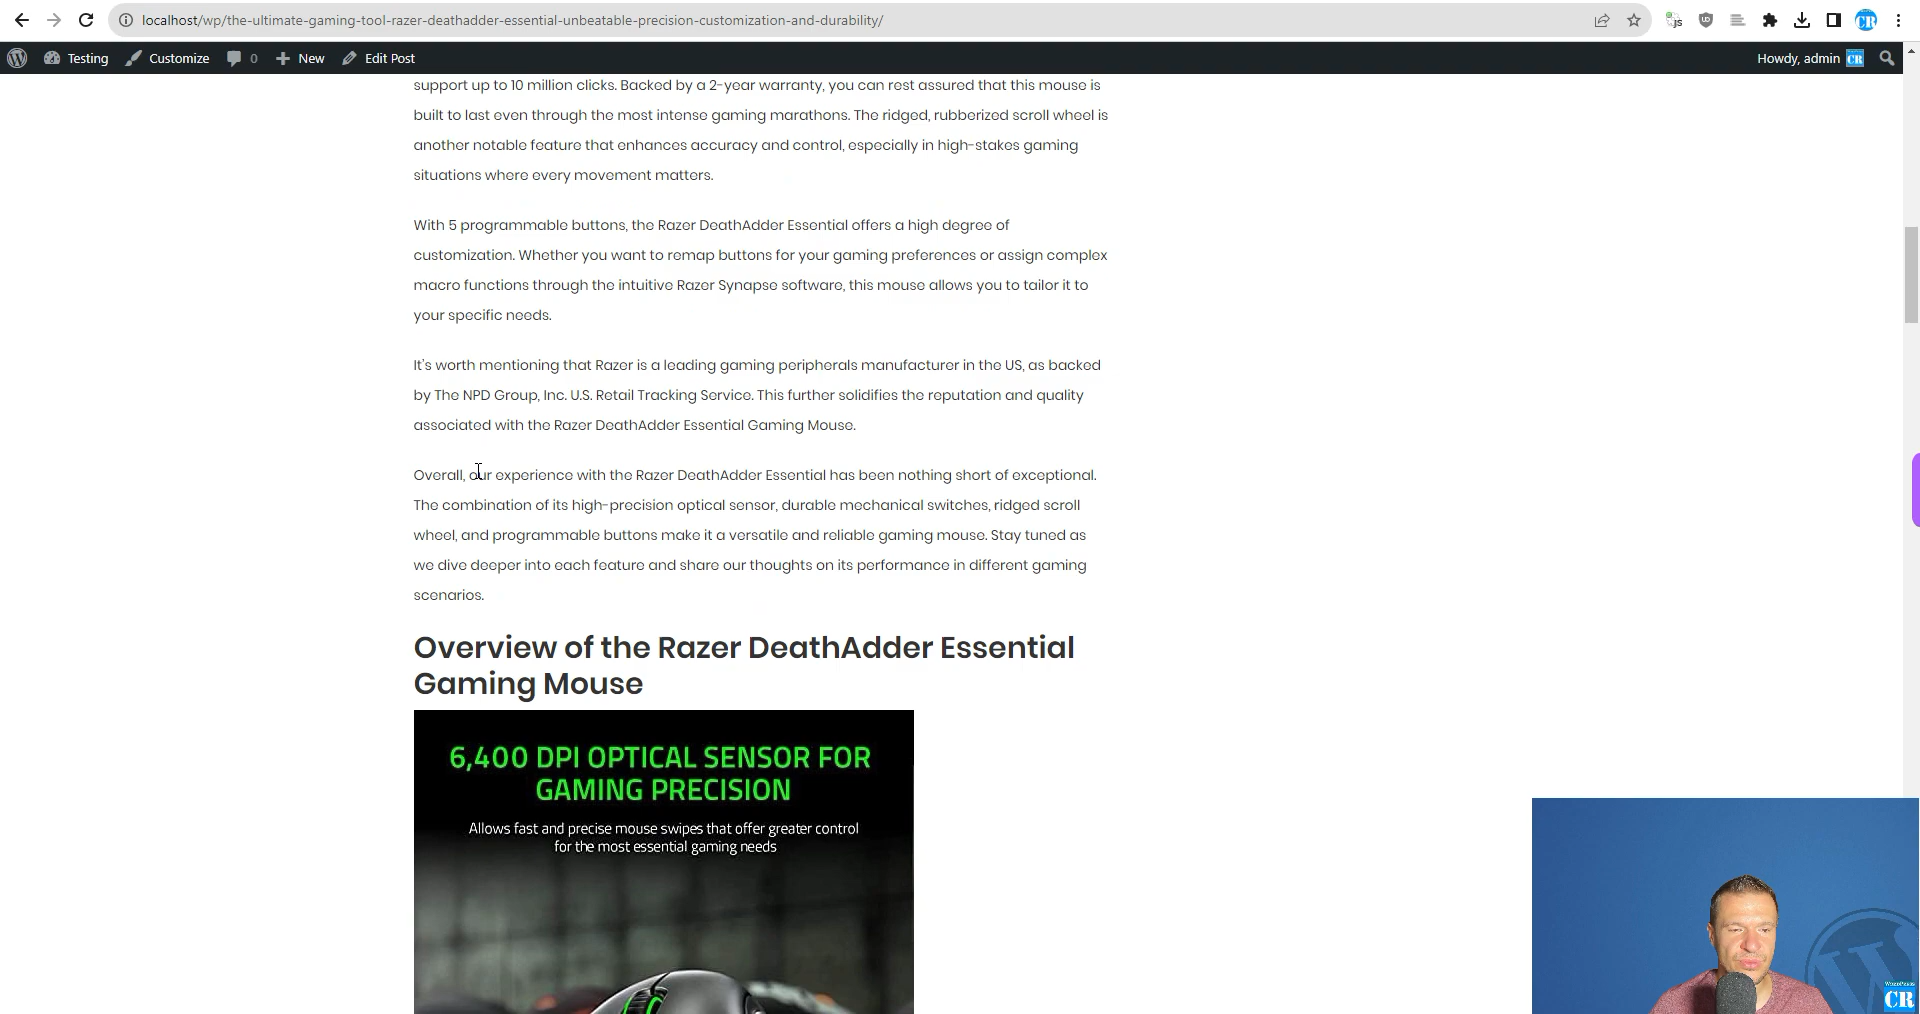 localhost/wp/the-ultimate-gaming-tool-razer-deathadder-essential-unbeatable-precision-customization-and-durability/
Testing
Customize
0
New
Edit Post
Howdy, admin
support up to 10 million clicks. Backed by a 2-year warranty, you can rest assured that this mouse is
built to last even through the most intense gaming marathons. The ridged, rubberized scroll wheel is
another notable feature that enhances accuracy and control, especially in high-stakes gaming
situations where every movement matters.
With 5 programmable buttons, the Razer DeathAdder Essential offers a high degree of
customization. Whether you want to remap buttons for your gaming preferences or assign complex
macro functions through the intuitive Razer Synapse software, this mouse allows you to tailor it to
your specific needs.
It's worth mentioning that Razer is a leading gaming peripherals manufacturer in the US, as backed
by The NPD Group, Inc. U.S. Retail Tracking Service. This further solidifies the reputation and quality
associated with the Razer DeathAdder Essential Gaming Mouse.
Overall, our experience with the Razer DeathAdder Essential has been nothing short of exceptional.
The combination of its high-precision optical sensor, durable mechanical switches, ridged scroll
wheel, and programmable buttons make it a versatile and reliable gaming mouse. Stay tuned as
we dive deeper into each feature and share our thoughts on its performance in different gaming
scenarios.
Overview of the Razer DeathAdder Essential
Gaming Mouse
6,400 DPI OPTICAL SENSOR FOR
GAMING PRECISION
Allows fast and precise mouse swipes that offer greater control
for the most essential gaming needs
WORDPRESS
CR